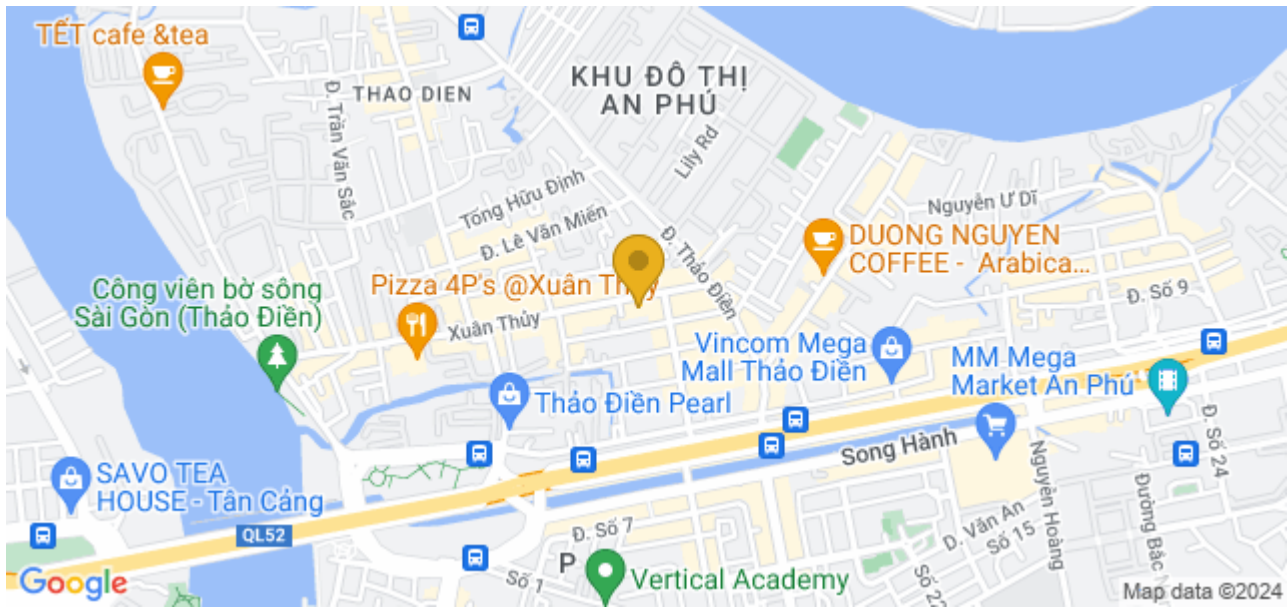 TẾT cafe &tea
KHU ĐÔ THỊ
AN PHÚ
THAO DIEN
Đ. Trần Văn Sắc
Lily Rd
Tống Hữu Định
Nguyễn Ư Dĩ
Đ. Lê Văn Miến
Đ. Thảo Điền
DUONG NGUYEN
COFFEE - Arabica...
Công viên bờ sông
Sài Gòn (Thảo Điền)
Pizza 4P's @Xuân Thủy
Đ. Số 9
Xuân Thủy
Vincom Mega
Mall Thảo Điền
MM Mega
Market An Phú
Thảo Điền Pearl
Song Hành
Đ. Số 24
SAVO TEA
HOUSE - Tân Cảng
Nguyễn Hoàng
Đường Bắc
QL52
Đ. Số 7
Đ. Văn An
Số 15
P
Số 1
Vertical Academy
Số 22
Google
Map data ©2024